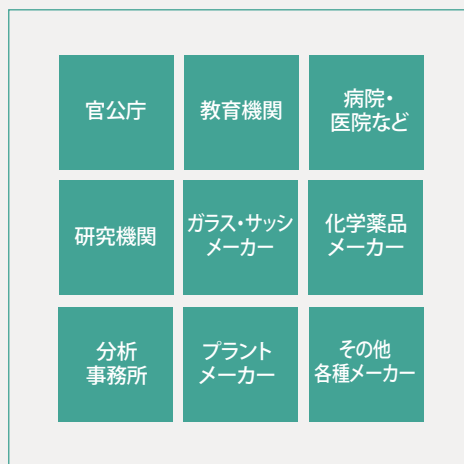 官公庁
教育機関
病院・
医院など
研究機関
ガラス・サッシ
メーカー
化学薬品
メーカー
分析
事務所
プラント
メーカー
その他
各種メーカー